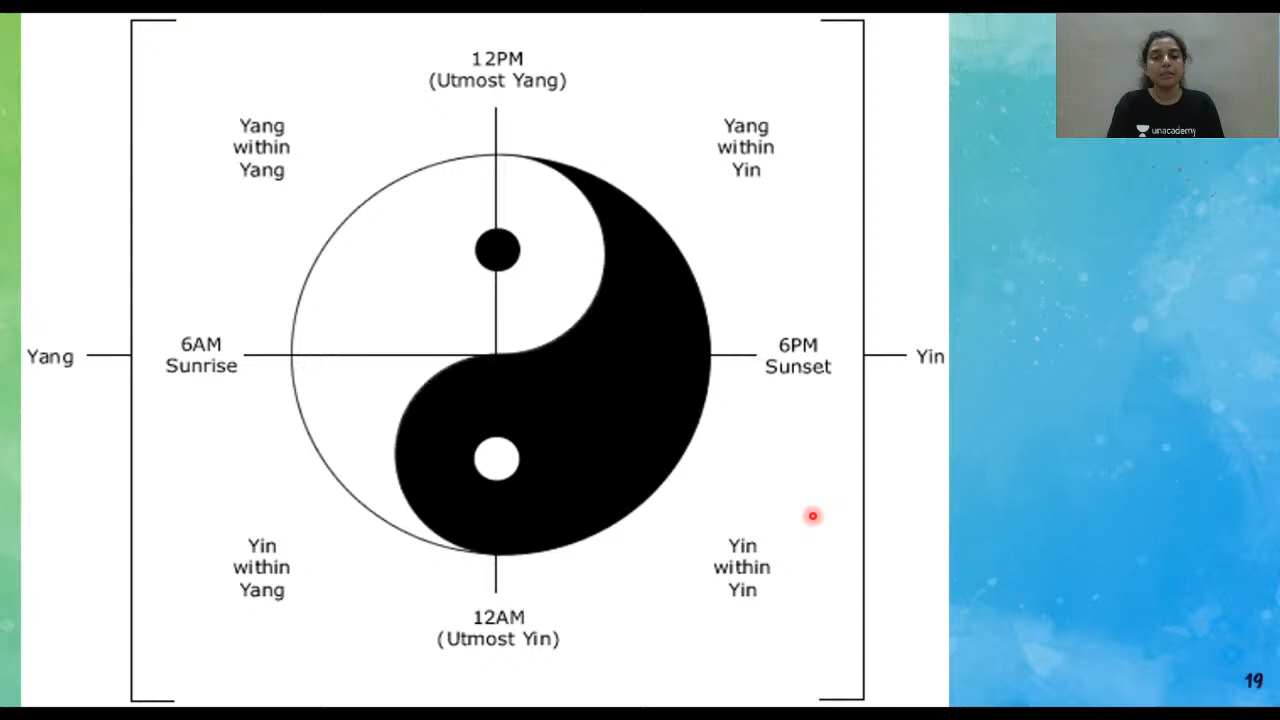 12PM
(Utmost Yang)
Yang
within
Yang
Yang
within
Yin
Yang
6AM
Sunrise
6PM
Sunset
Yin
Yin
within
Yang
Yin
within
Yin
12AM
(Utmost Yin)
unacademy
19